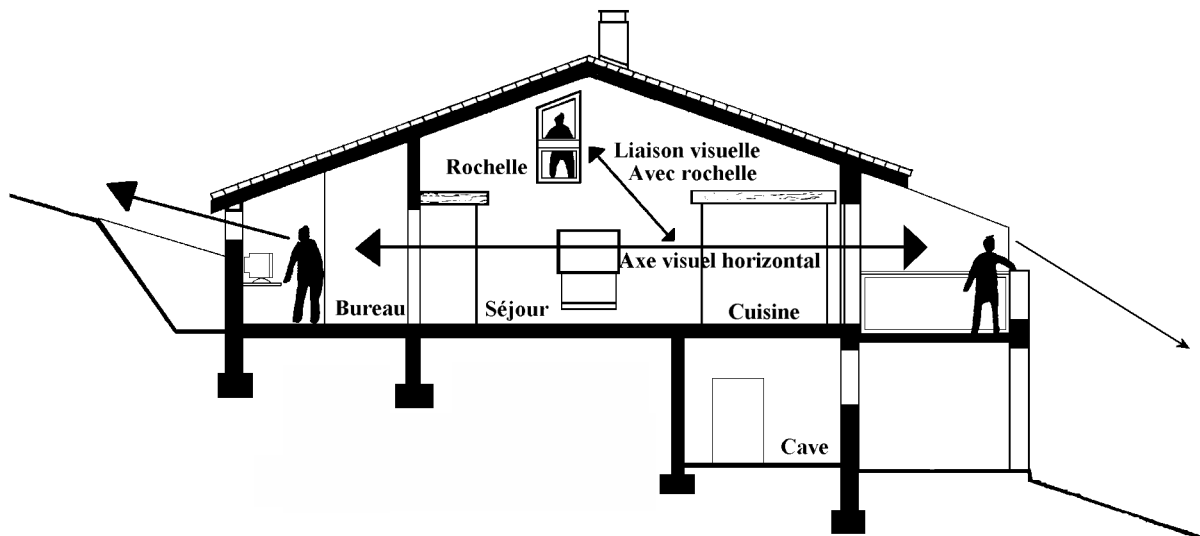 Liaison visuelle
Avec rochelle
Rochelle
Axe visuel horizontal
Bureau
Séjour
Cuisine
Cave